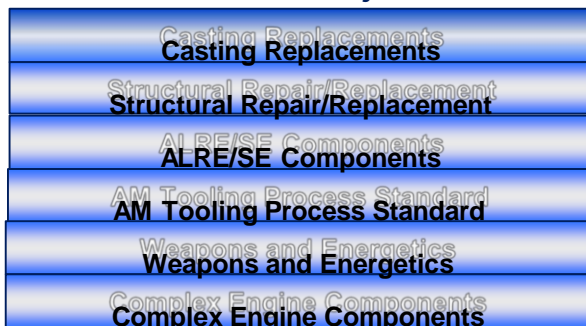 Casting Replacements
Structural Repair/Replacement
ALRE/SE Components
AM Tooling Process Standard
Weapons and Energetics
Complex Engine Components